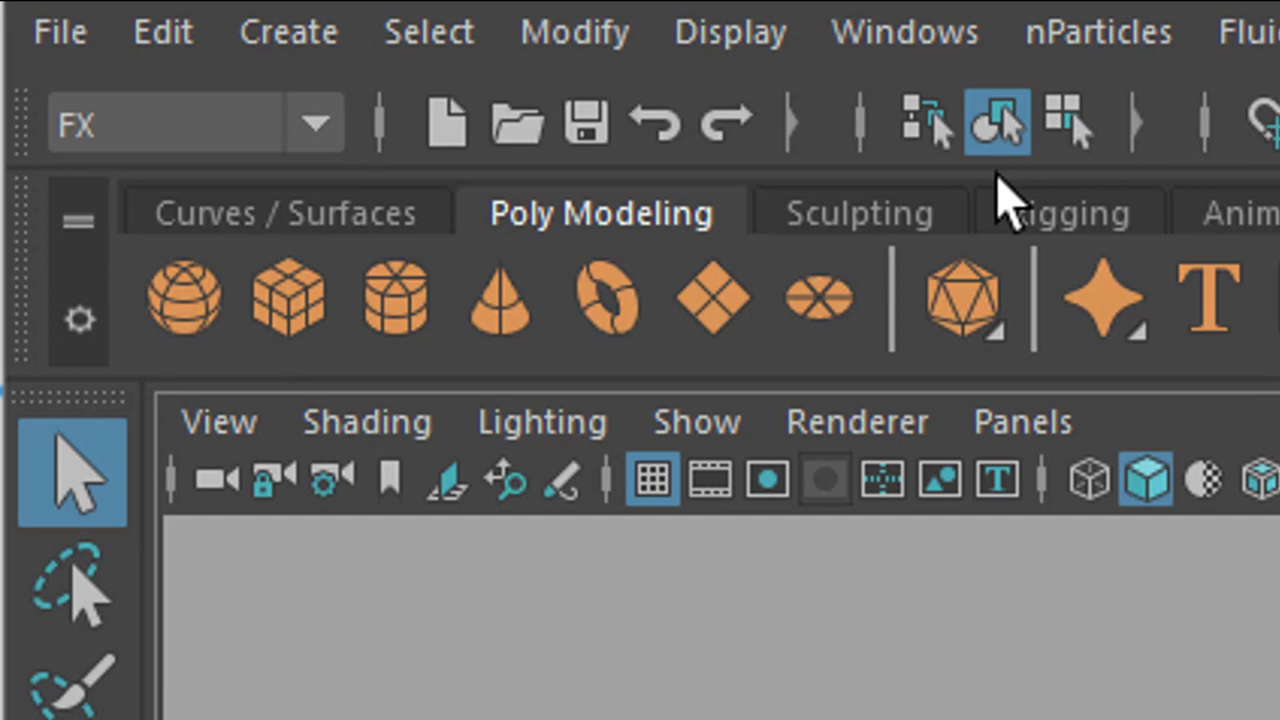 File Edit Create Select Modify Display Windows nParticles
FX
Curves / Surfaces Poly Modeling Sculpting
T
View Shading Lighting Show Renderer Panels
T